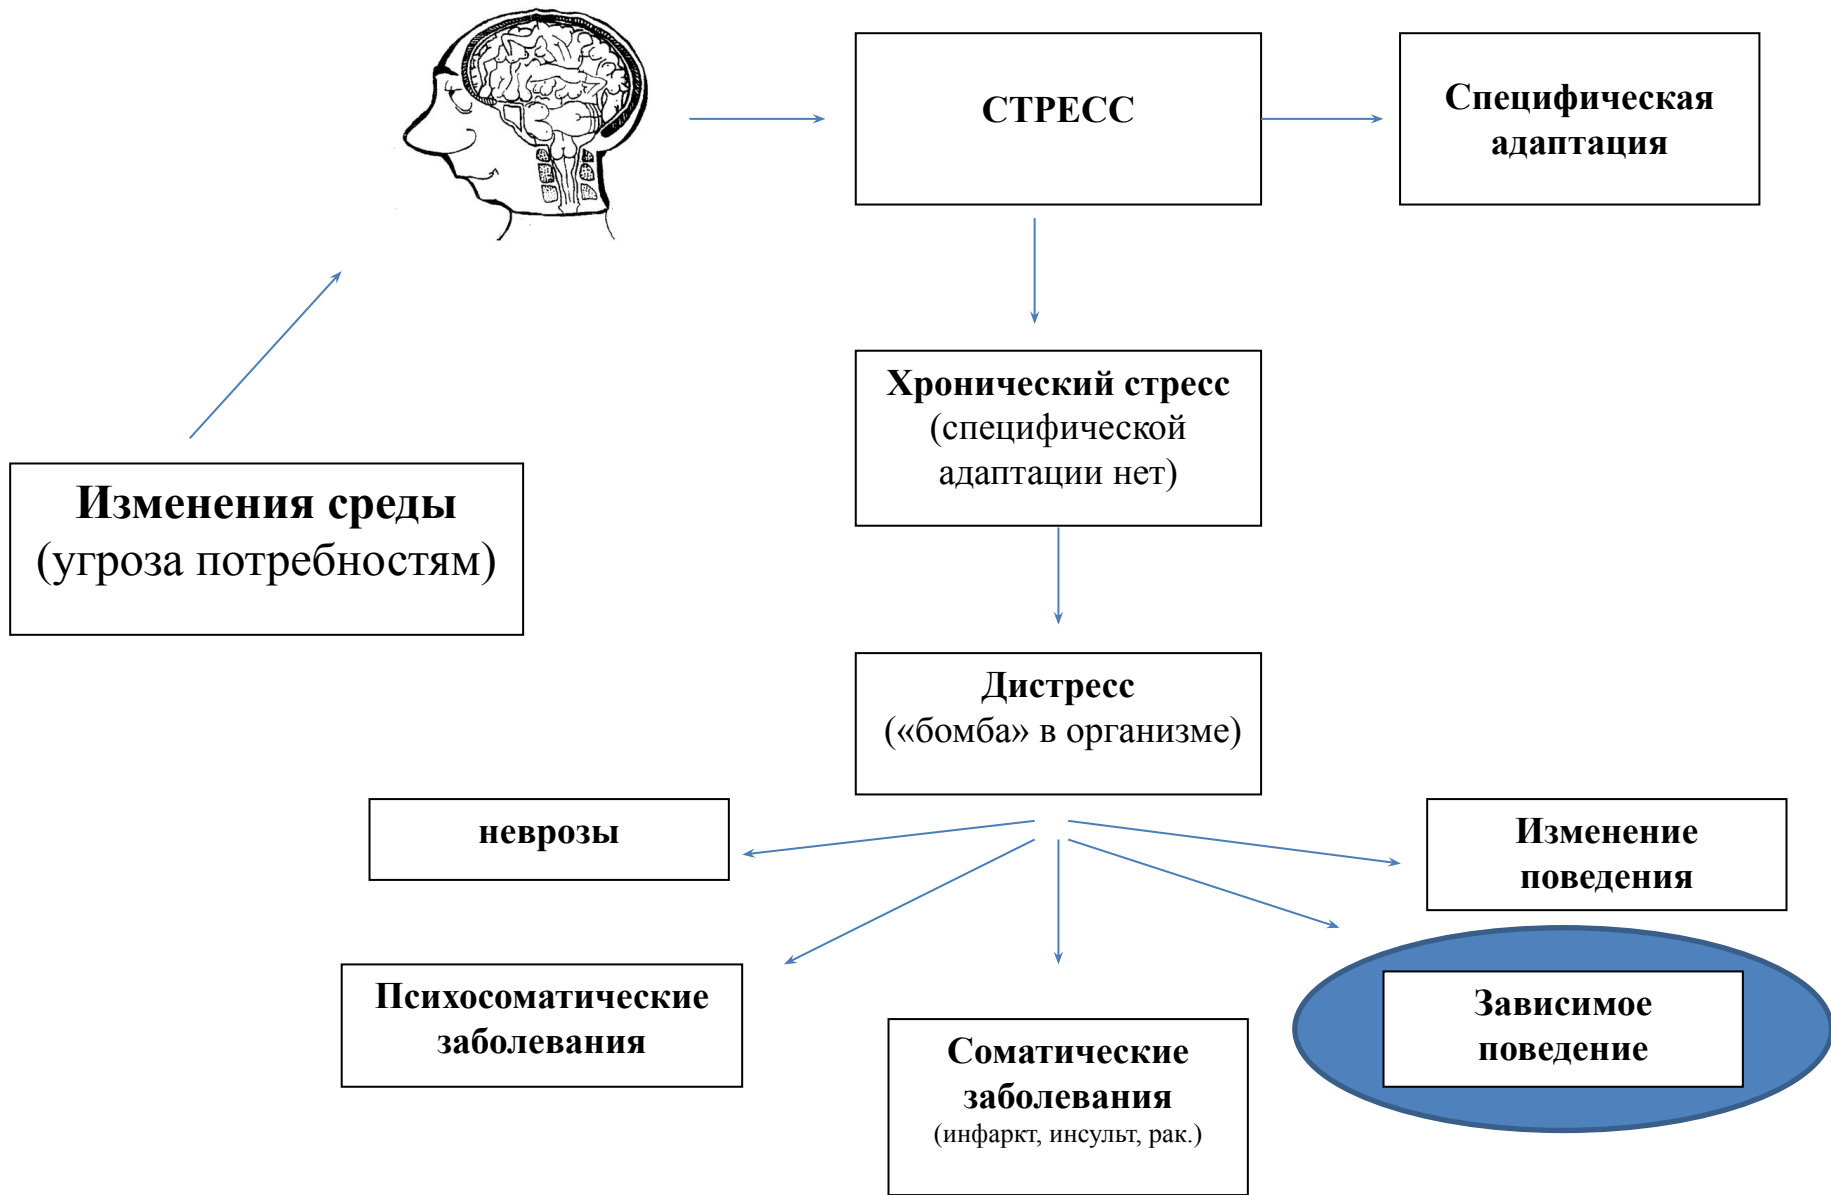 СТРЕСС
Специфическая
адаптация
Хронический стресс
(специфической
адаптации нет)
Изменения среды
(угроза потребностям)
Дистресс
(«бомба» в организме)
неврозы
Изменение
поведения
Психосоматические
заболевания
Соматические
заболевания
(инфаркт, инсульт, рак.)
Зависимое
поведение